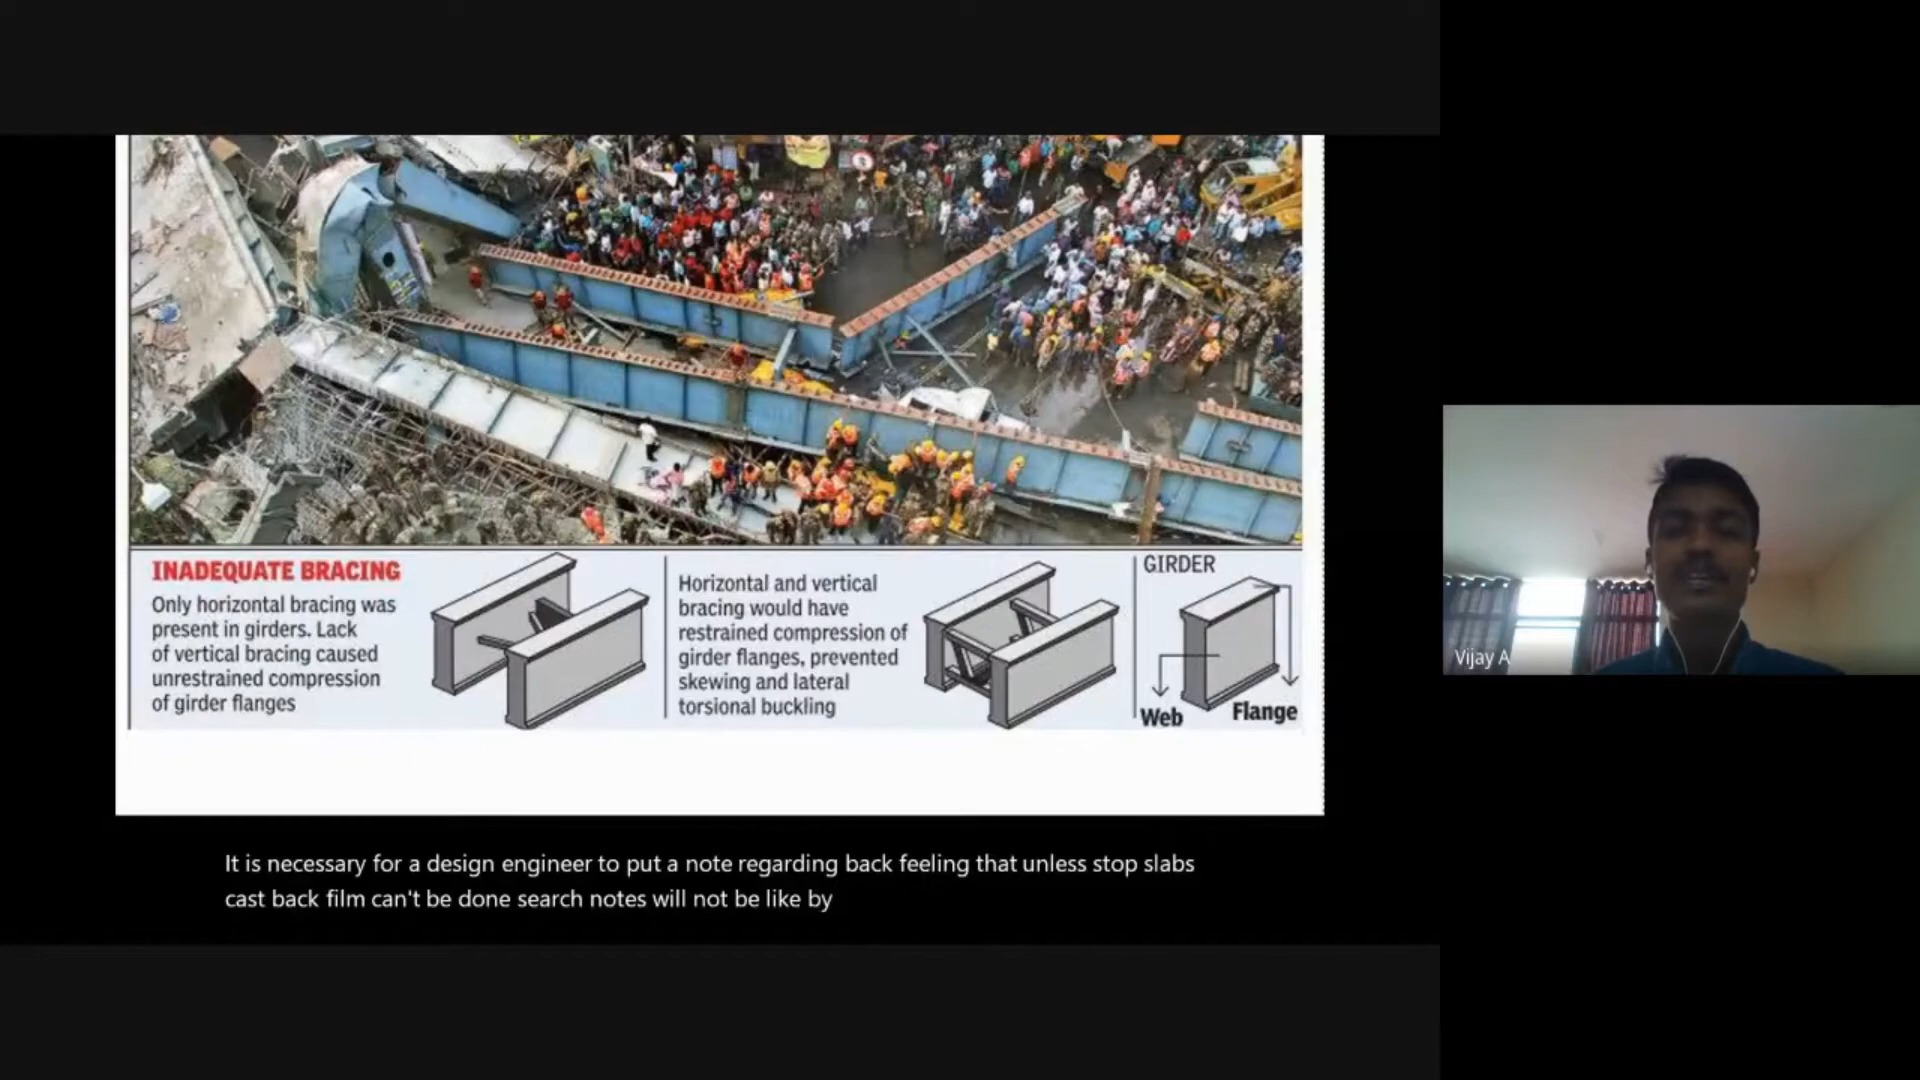 INADEQUATE BRACING
Only horizontal bracing was
present in girders. Lack
of vertical bracing caused
unrestrained compression
of girder flanges
Horizontal and vertical
bracing would have
restrained compression of
girder flanges, prevented
skewing and lateral
torsional buckling
GIRDER
Web
Flange
Vijay A
It is necessary for a design engineer to put a note regarding back feeling that unless stop slabs
cast back film can't be done search notes will not be like by